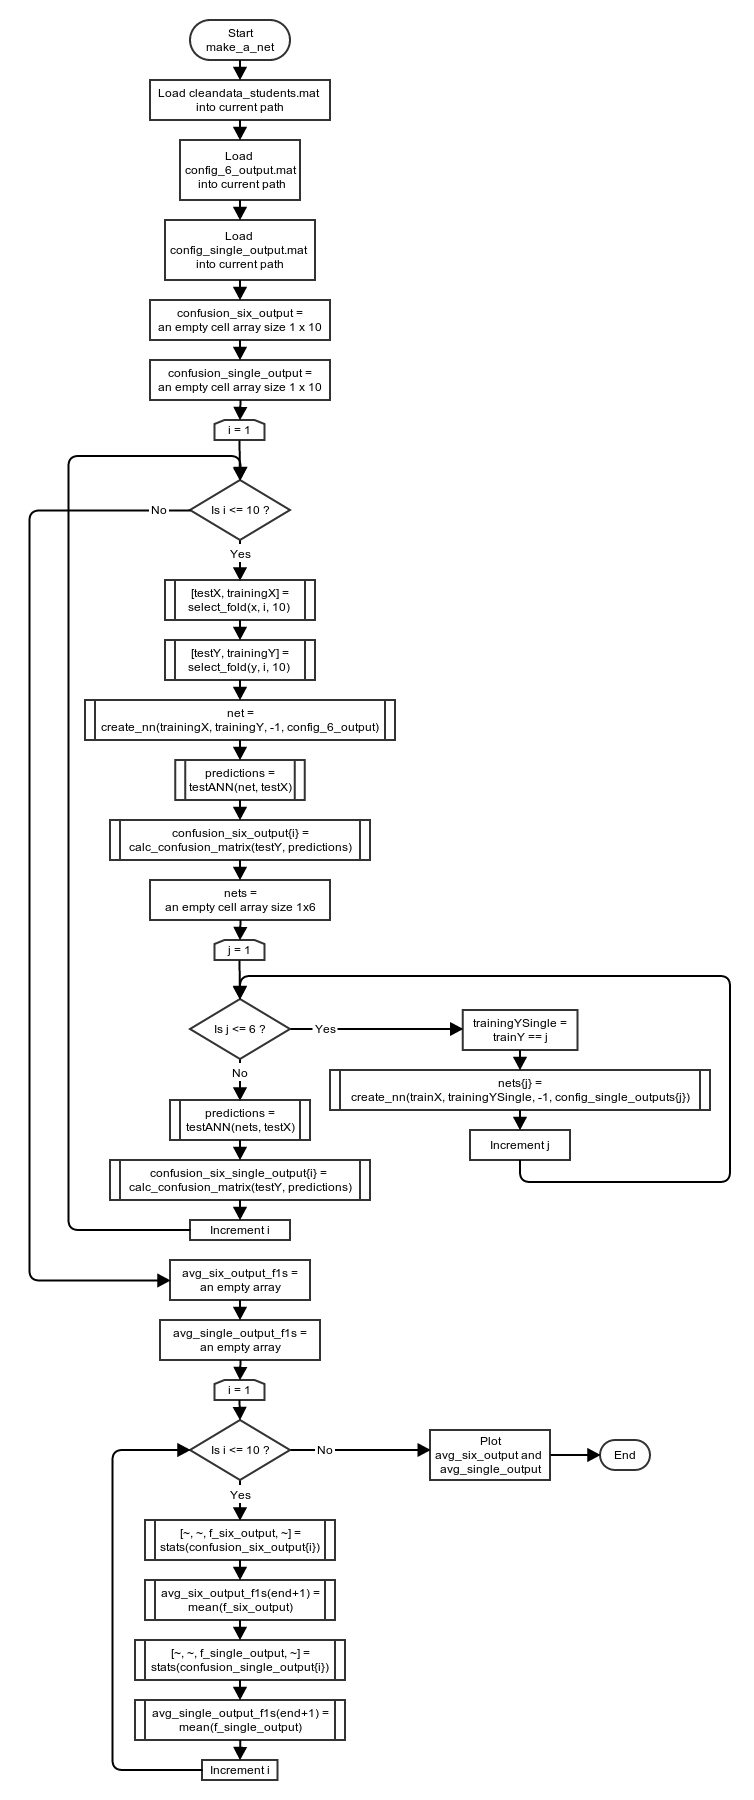 Start
make_a_net
Load cleandata_students.mat
into current path
Load
config_6_output.mat
into current path
Load
config_single_output.mat
into current path
confusion_six_output =
an empty cell array size 1 x 10
confusion_single_output =
an empty cell array size 1 x 10
i = 1
Is i <= 10 ?
No
Yes
[testX, trainingX] =
select_fold(x, i, 10)
[testY, trainingY] =
select_fold(y, i, 10)
net =
create_nn(trainingX, trainingY, -1, config_6_output)
predictions =
testANN(net, testX)
confusion_six_output{i} =
calc_confusion_matrix(testY, predictions)
nets =
an empty cell array size 1x6
j = 1
Is j <= 6 ?
Yes
trainingYSingle =
trainY == j
nets{j} =
create_nn(trainX, trainingYSingle, -1, config_single_outputs{j})
Increment j
No
predictions =
testANN(nets, testX)
confusion_six_single_output{i} =
calc_confusion_matrix(testY, predictions)
Increment i
avg_six_output_f1s =
an empty array
avg_single_output_f1s =
an empty array
i = 1
Is i <= 10 ?
No
Plot
avg_six_output and
avg_single_output
End
Yes
[~, ~, f_six_output, ~] =
stats(confusion_six_output{i})
avg_six_output_f1s(end+1) =
mean(f_six_output)
[~, ~, f_single_output, ~] =
stats(confusion_single_output{i})
avg_single_output_f1s(end+1) =
mean(f_single_output)
Increment i